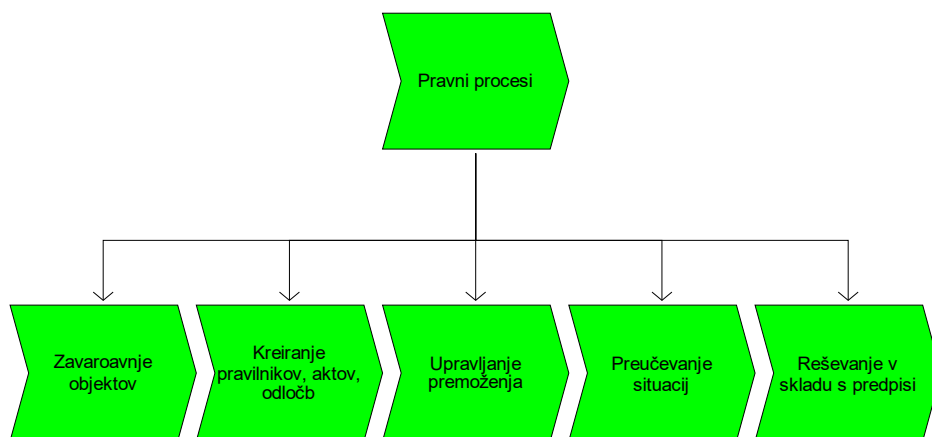 Pravni procesi
Zavaroavnje
objektov
Kreiranje
pravilnikov, aktov,
odločb
Upravljanje
premoženja
Preučevanje
situacij
Reševanje v
skladu s predpisi